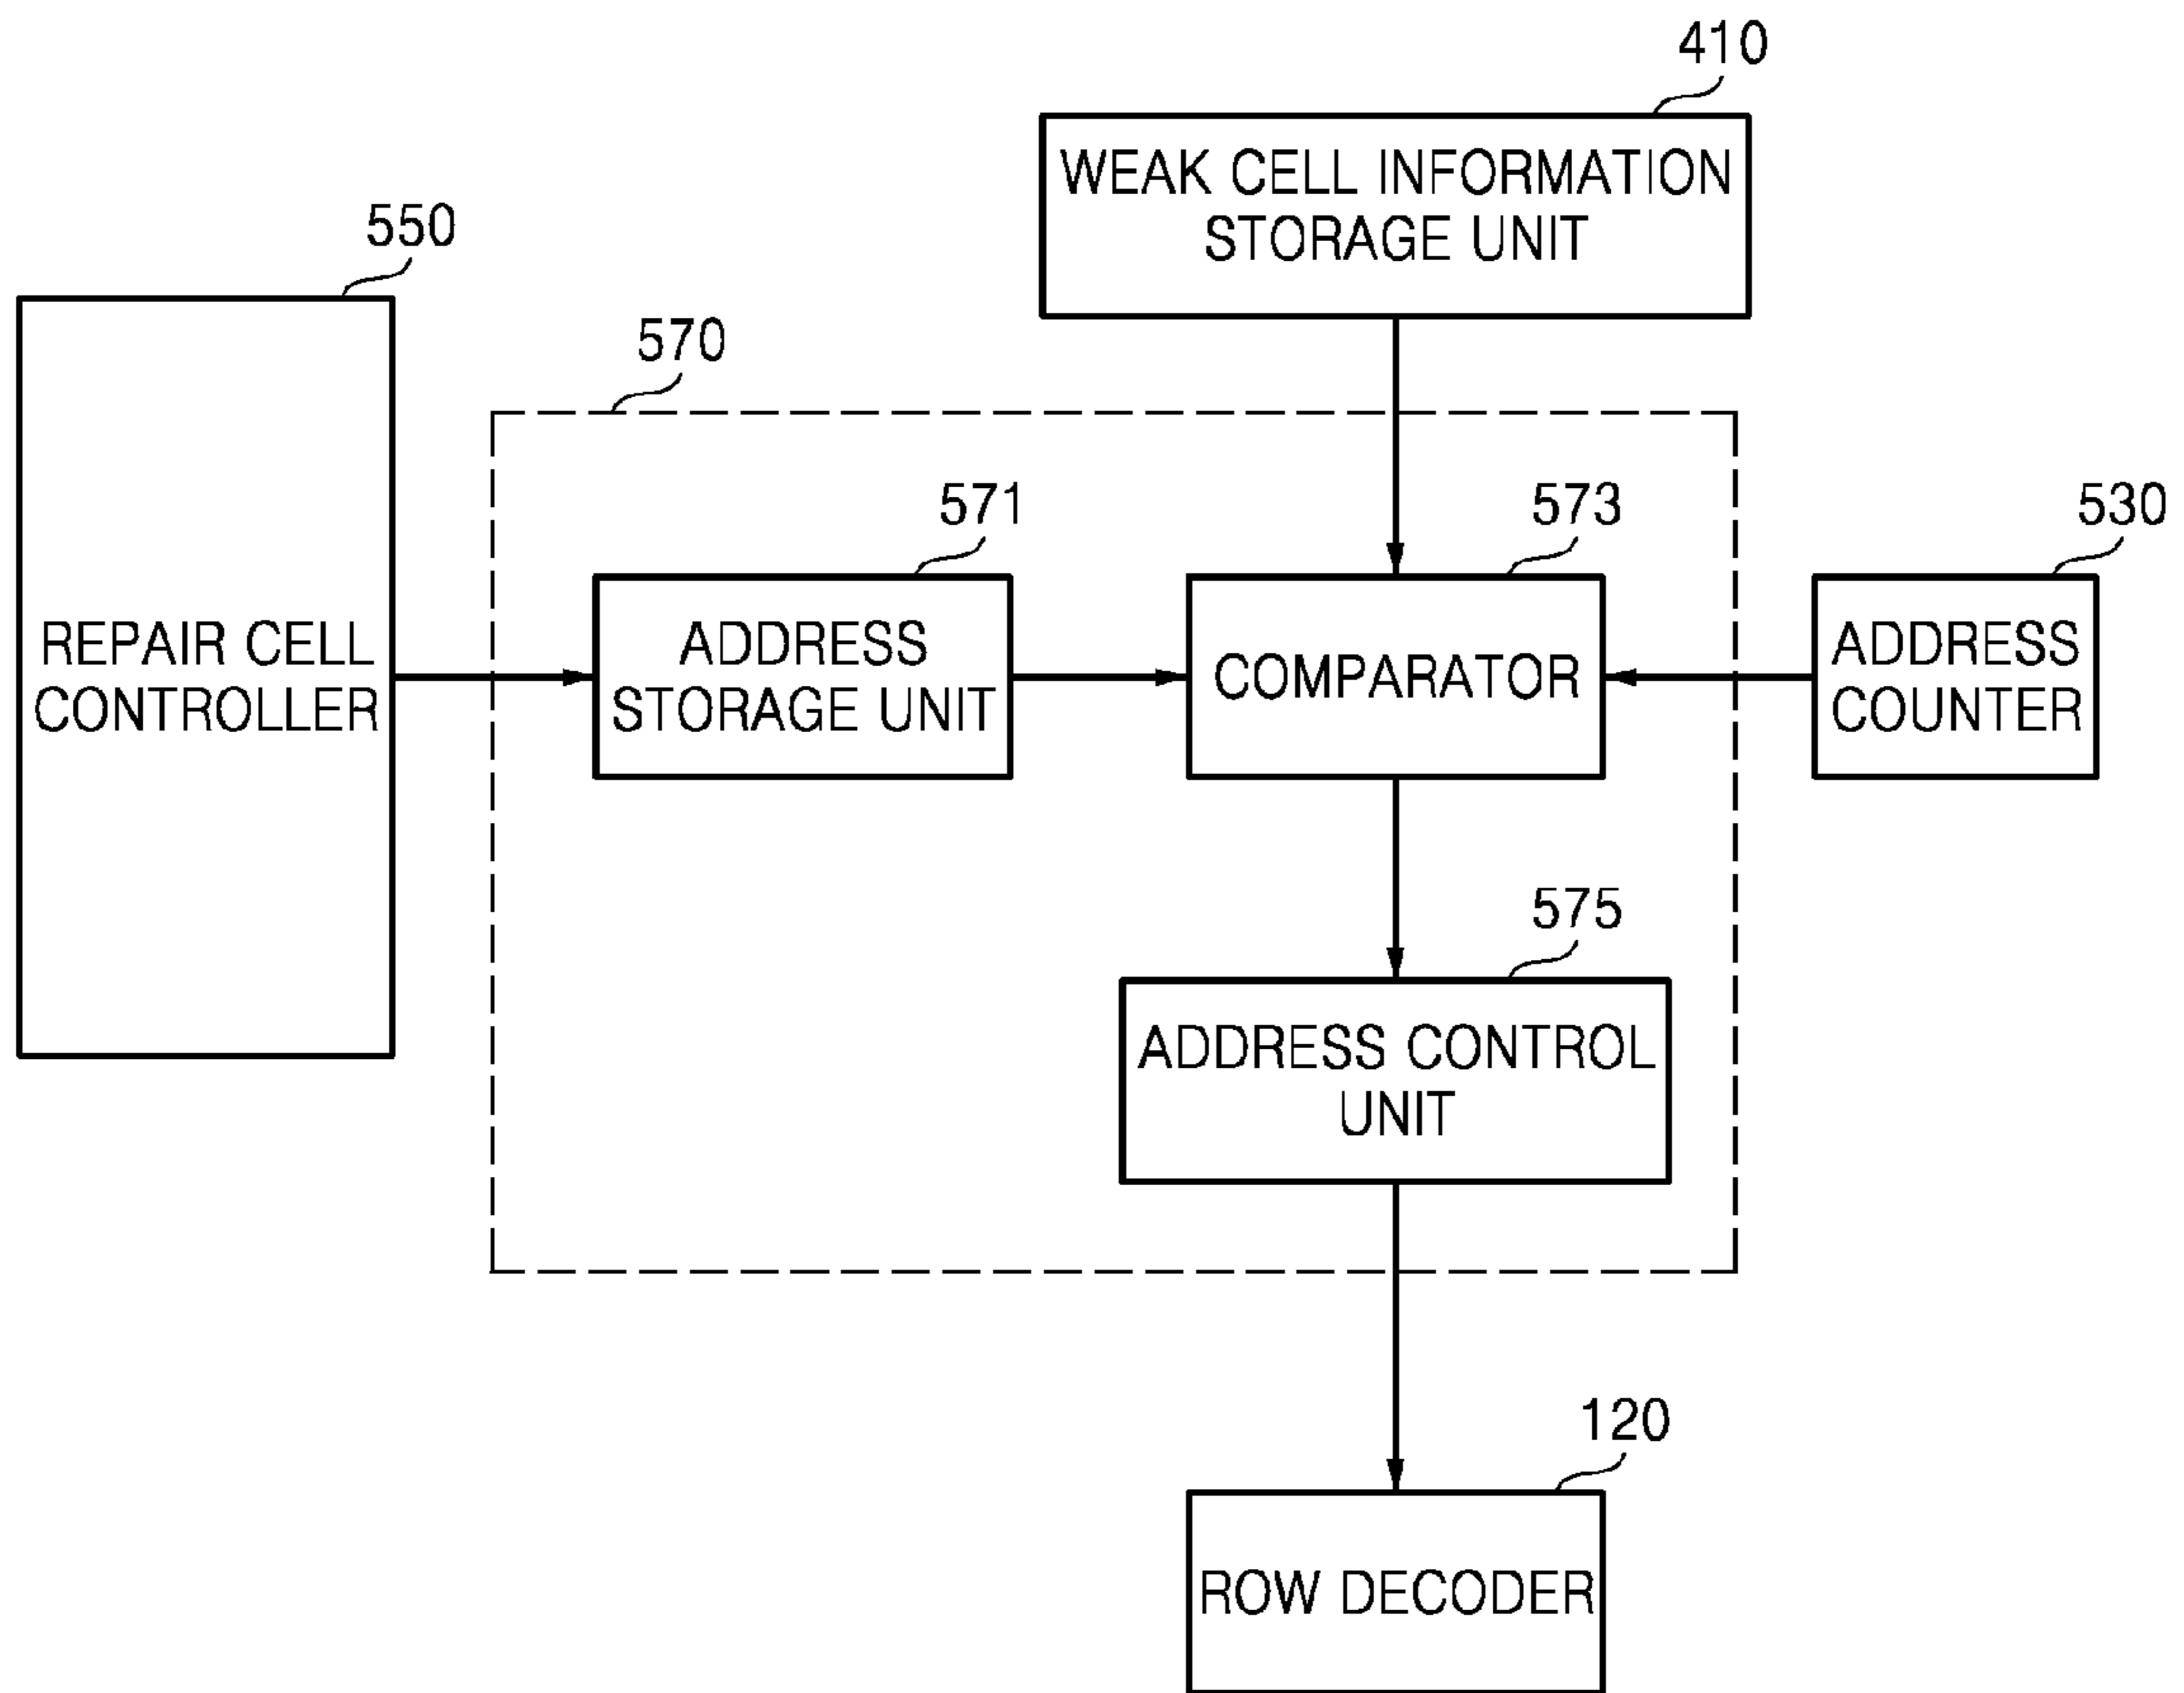 410
WEAK CELL INFORMATION
STORAGE UNIT
550
570
571
573
530
REPAIR CELL
CONTROLLER
ADDRESS
STORAGE UNIT
COMPARATOR
ADDRESS
COUNTER
575
ADDRESS CONTROL
UNIT
120
ROW DECODER